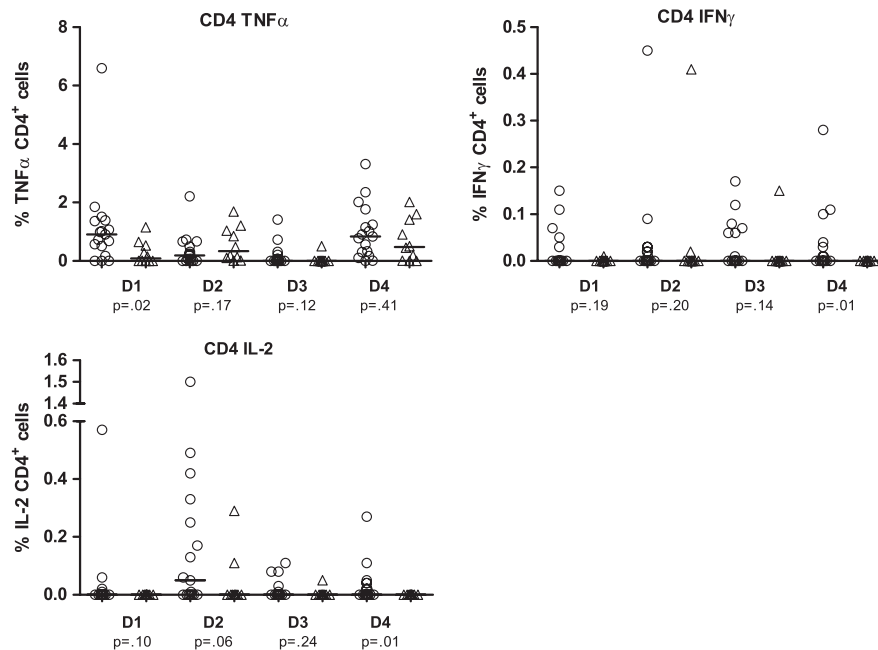 CD4 TNFα
% TNFα CD4+ cells
8
6
4
2
0
D1 D2 D3 D4
p=.02 p=.17 p=.12 p=.41
CD4 IFNγ
% IFNγ CD4+ cells
0.5
0.4
0.3
0.2
0.1
0.0
D1 D2 D3 D4
p=.19 p=.20 p=.14 p=.01
CD4 IL-2
% IL-2 CD4+ cells
1.6
1.5
1.4
0.6
0.4
0.2
0.0
D1 D2 D3 D4
p=.10 p=.06 p=.24 p=.01